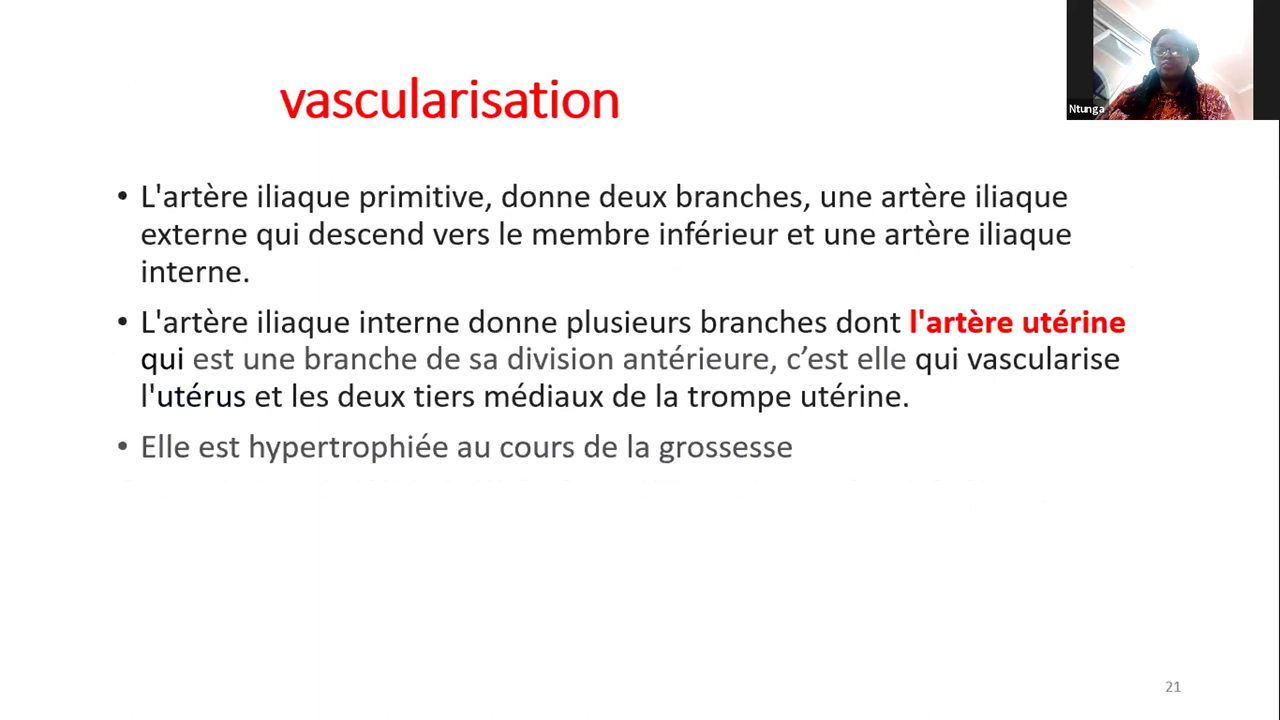 vascularisation
Ntunga
• L'artère iliaque primitive, donne deux branches, une artère iliaque
externe qui descend vers le membre inférieur et une artère iliaque
interne.
• L'artère iliaque interne donne plusieurs branches dont l'artère utérine
qui est une branche de sa division antérieure, c’est elle qui vascularise
l'utérus et les deux tiers médiaux de la trompe utérine.
• Elle est hypertrophiée au cours de la grossesse
21